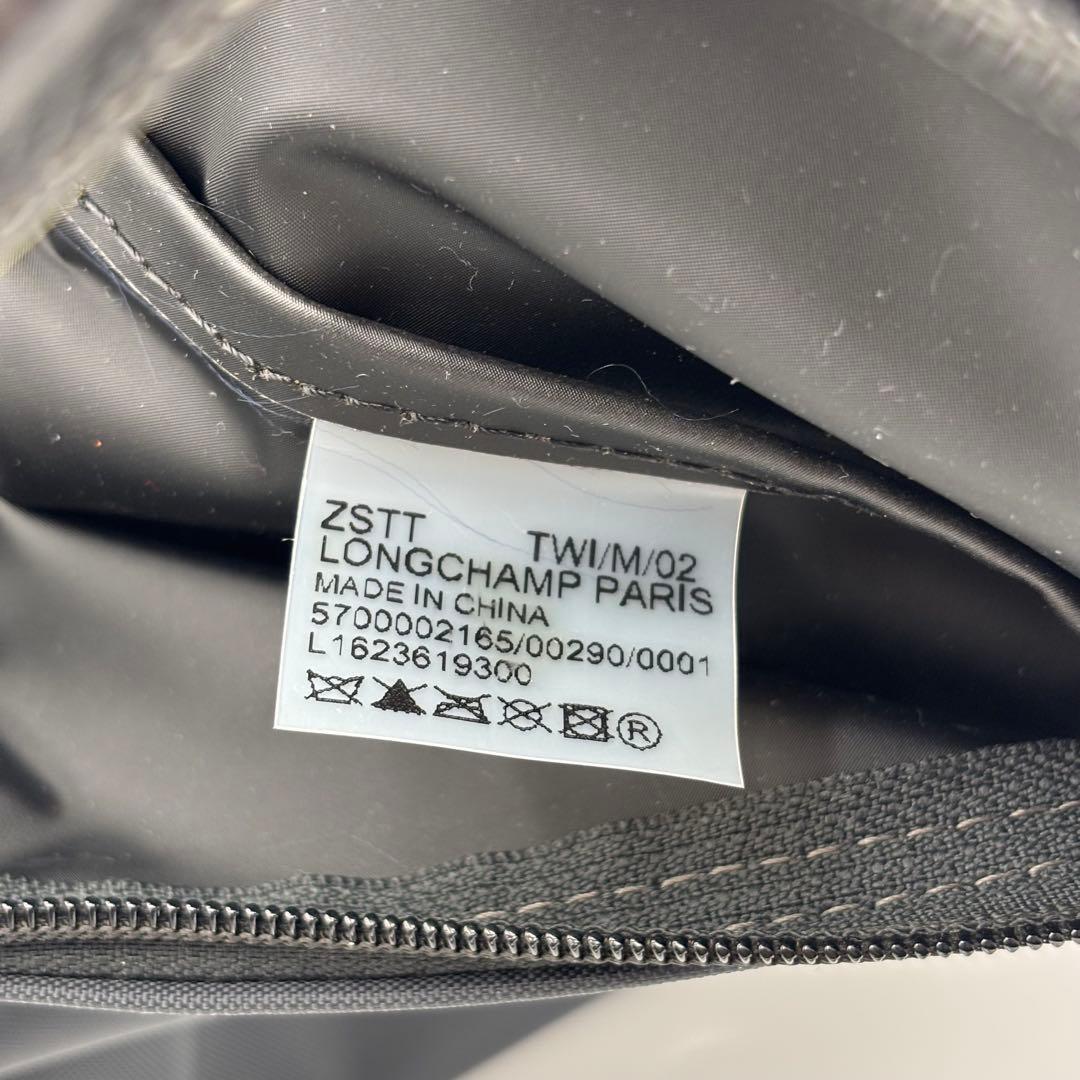 ZSTT TWI/M/02
LONGCHAMP PARIS
MADE IN CHINA
5700002165/00290/0001
L1623619300
R